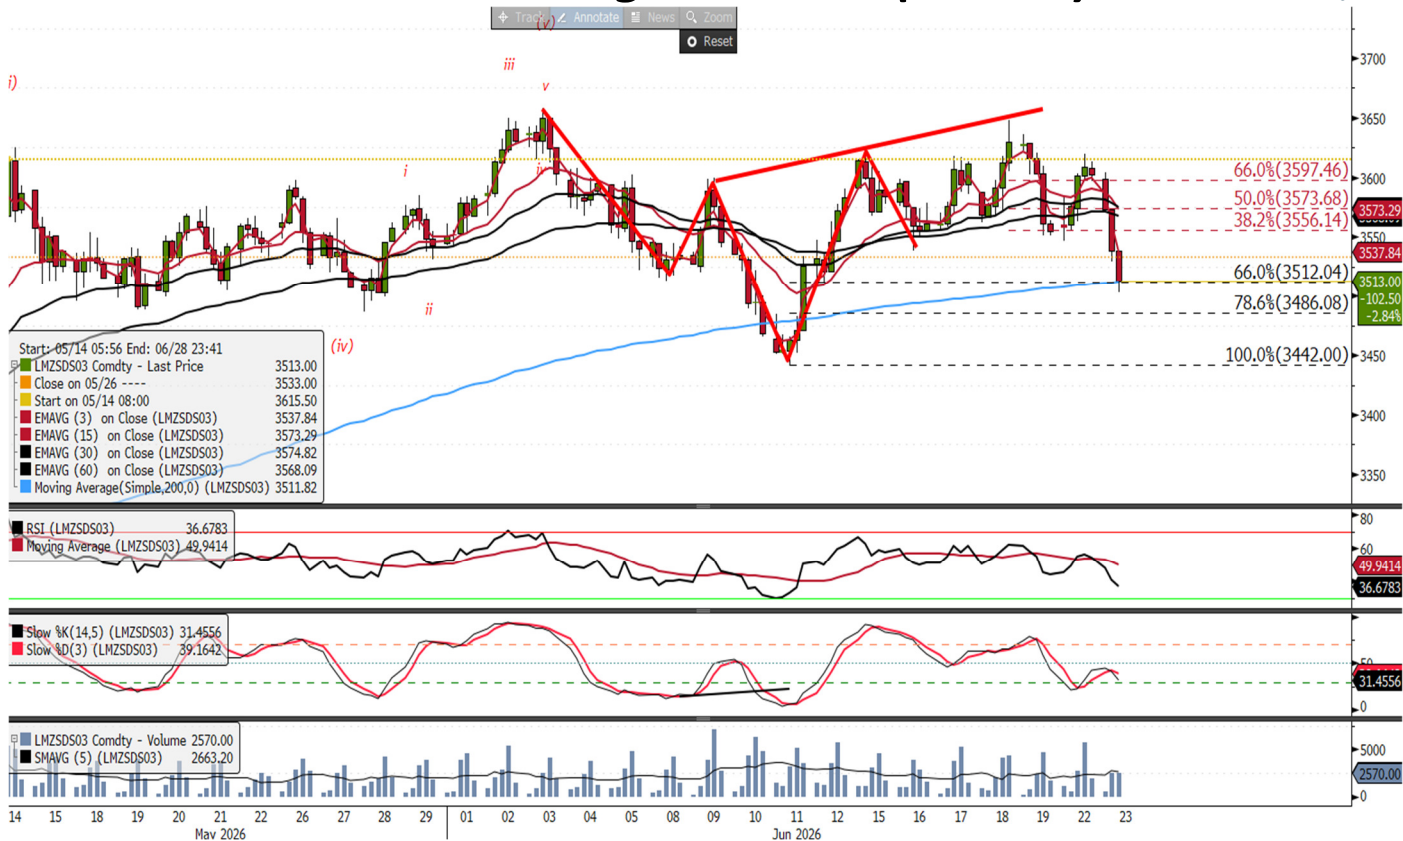 Track Annotate News Zoom
Reset
(v)
iii
v
i)
i
iv
ii
(iv)
3700
3650
3600
3550
3450
3400
3350
66.0%(3597.46)
50.0%(3573.68)
38.2%(3556.14)
66.0%(3512.04)
78.6%(3486.08)
100.0%(3442.00)
3573.29
3537.84
3513.00
-102.50
-2.84%
Start: 05/14 05:56 End: 06/28 23:41
LMZSDS03 Comdty - Last Price 3513.00
Close on 05/26 ---- 3533.00
Start on 05/14 08:00 3615.50
EMAVG (3) on Close (LMZSDS03) 3537.84
EMAVG (15) on Close (LMZSDS03) 3573.29
EMAVG (30) on Close (LMZSDS03) 3574.82
EMAVG (60) on Close (LMZSDS03) 3568.09
Moving Average(Simple,200,0) (LMZSDS03) 3511.82
RSI (LMZSDS03) 36.6783
Moving Average (LMZSDS03) 49.9414
80
60
49.9414
36.6783
Slow %K(14,5) (LMZSDS03) 31.4556
Slow %D(3) (LMZSDS03) 39.1642
50
31.4556
0
LMZSDS03 Comdty - Volume 2570.00
SMAVG (5) (LMZSDS03) 2663.20
5000
2570.00
0
14 15 18 19 20 21 22 26 27 28 29 01 02 03 04 05 08 09 10 11 12 15 16 17 18 19 22 23
May 2026 Jun 2026